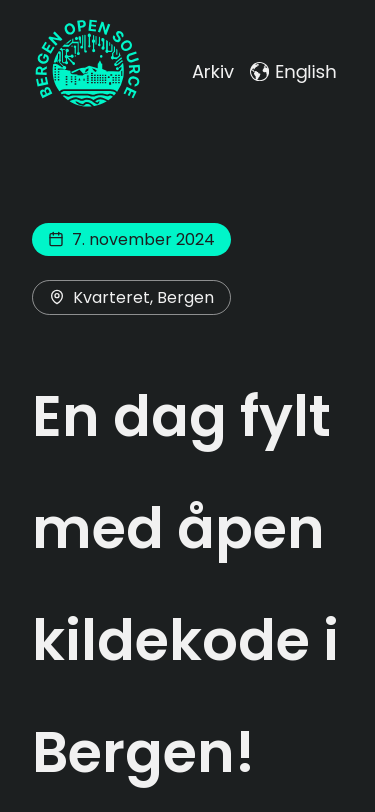 BERGEN OPEN SOURCE
Arkiv English
7. november 2024
Kvarteret, Bergen
En dag fylt
med åpen
kildekode i
Bergen!